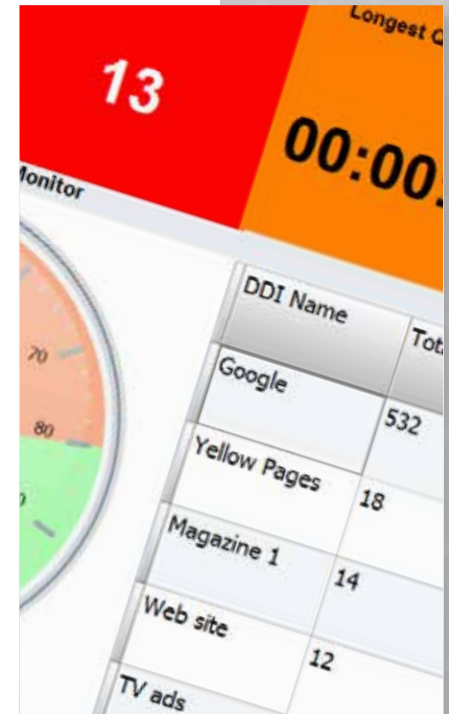 Longest Q
13
00:00:
Monitor
DDI Name Tot
70
Google 532
80
Yellow Pages 18
Magazine 1 14
Web site 12
TV ads